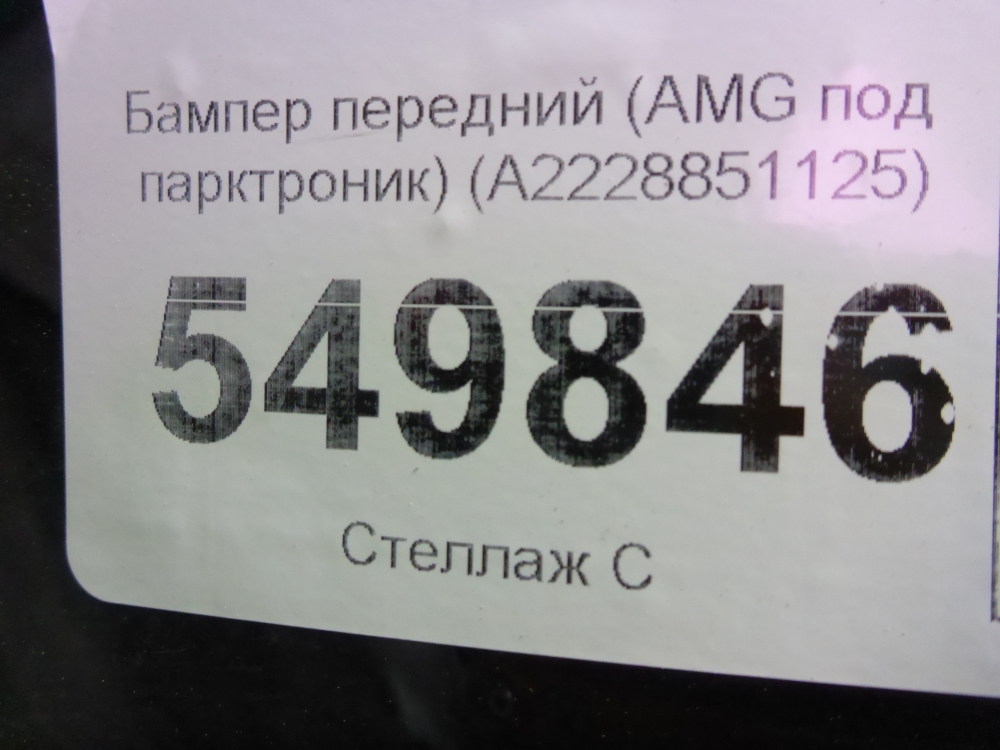 Бампер передний (AMG под
парктроник) (A2228851125)
549846
Стеллаж С